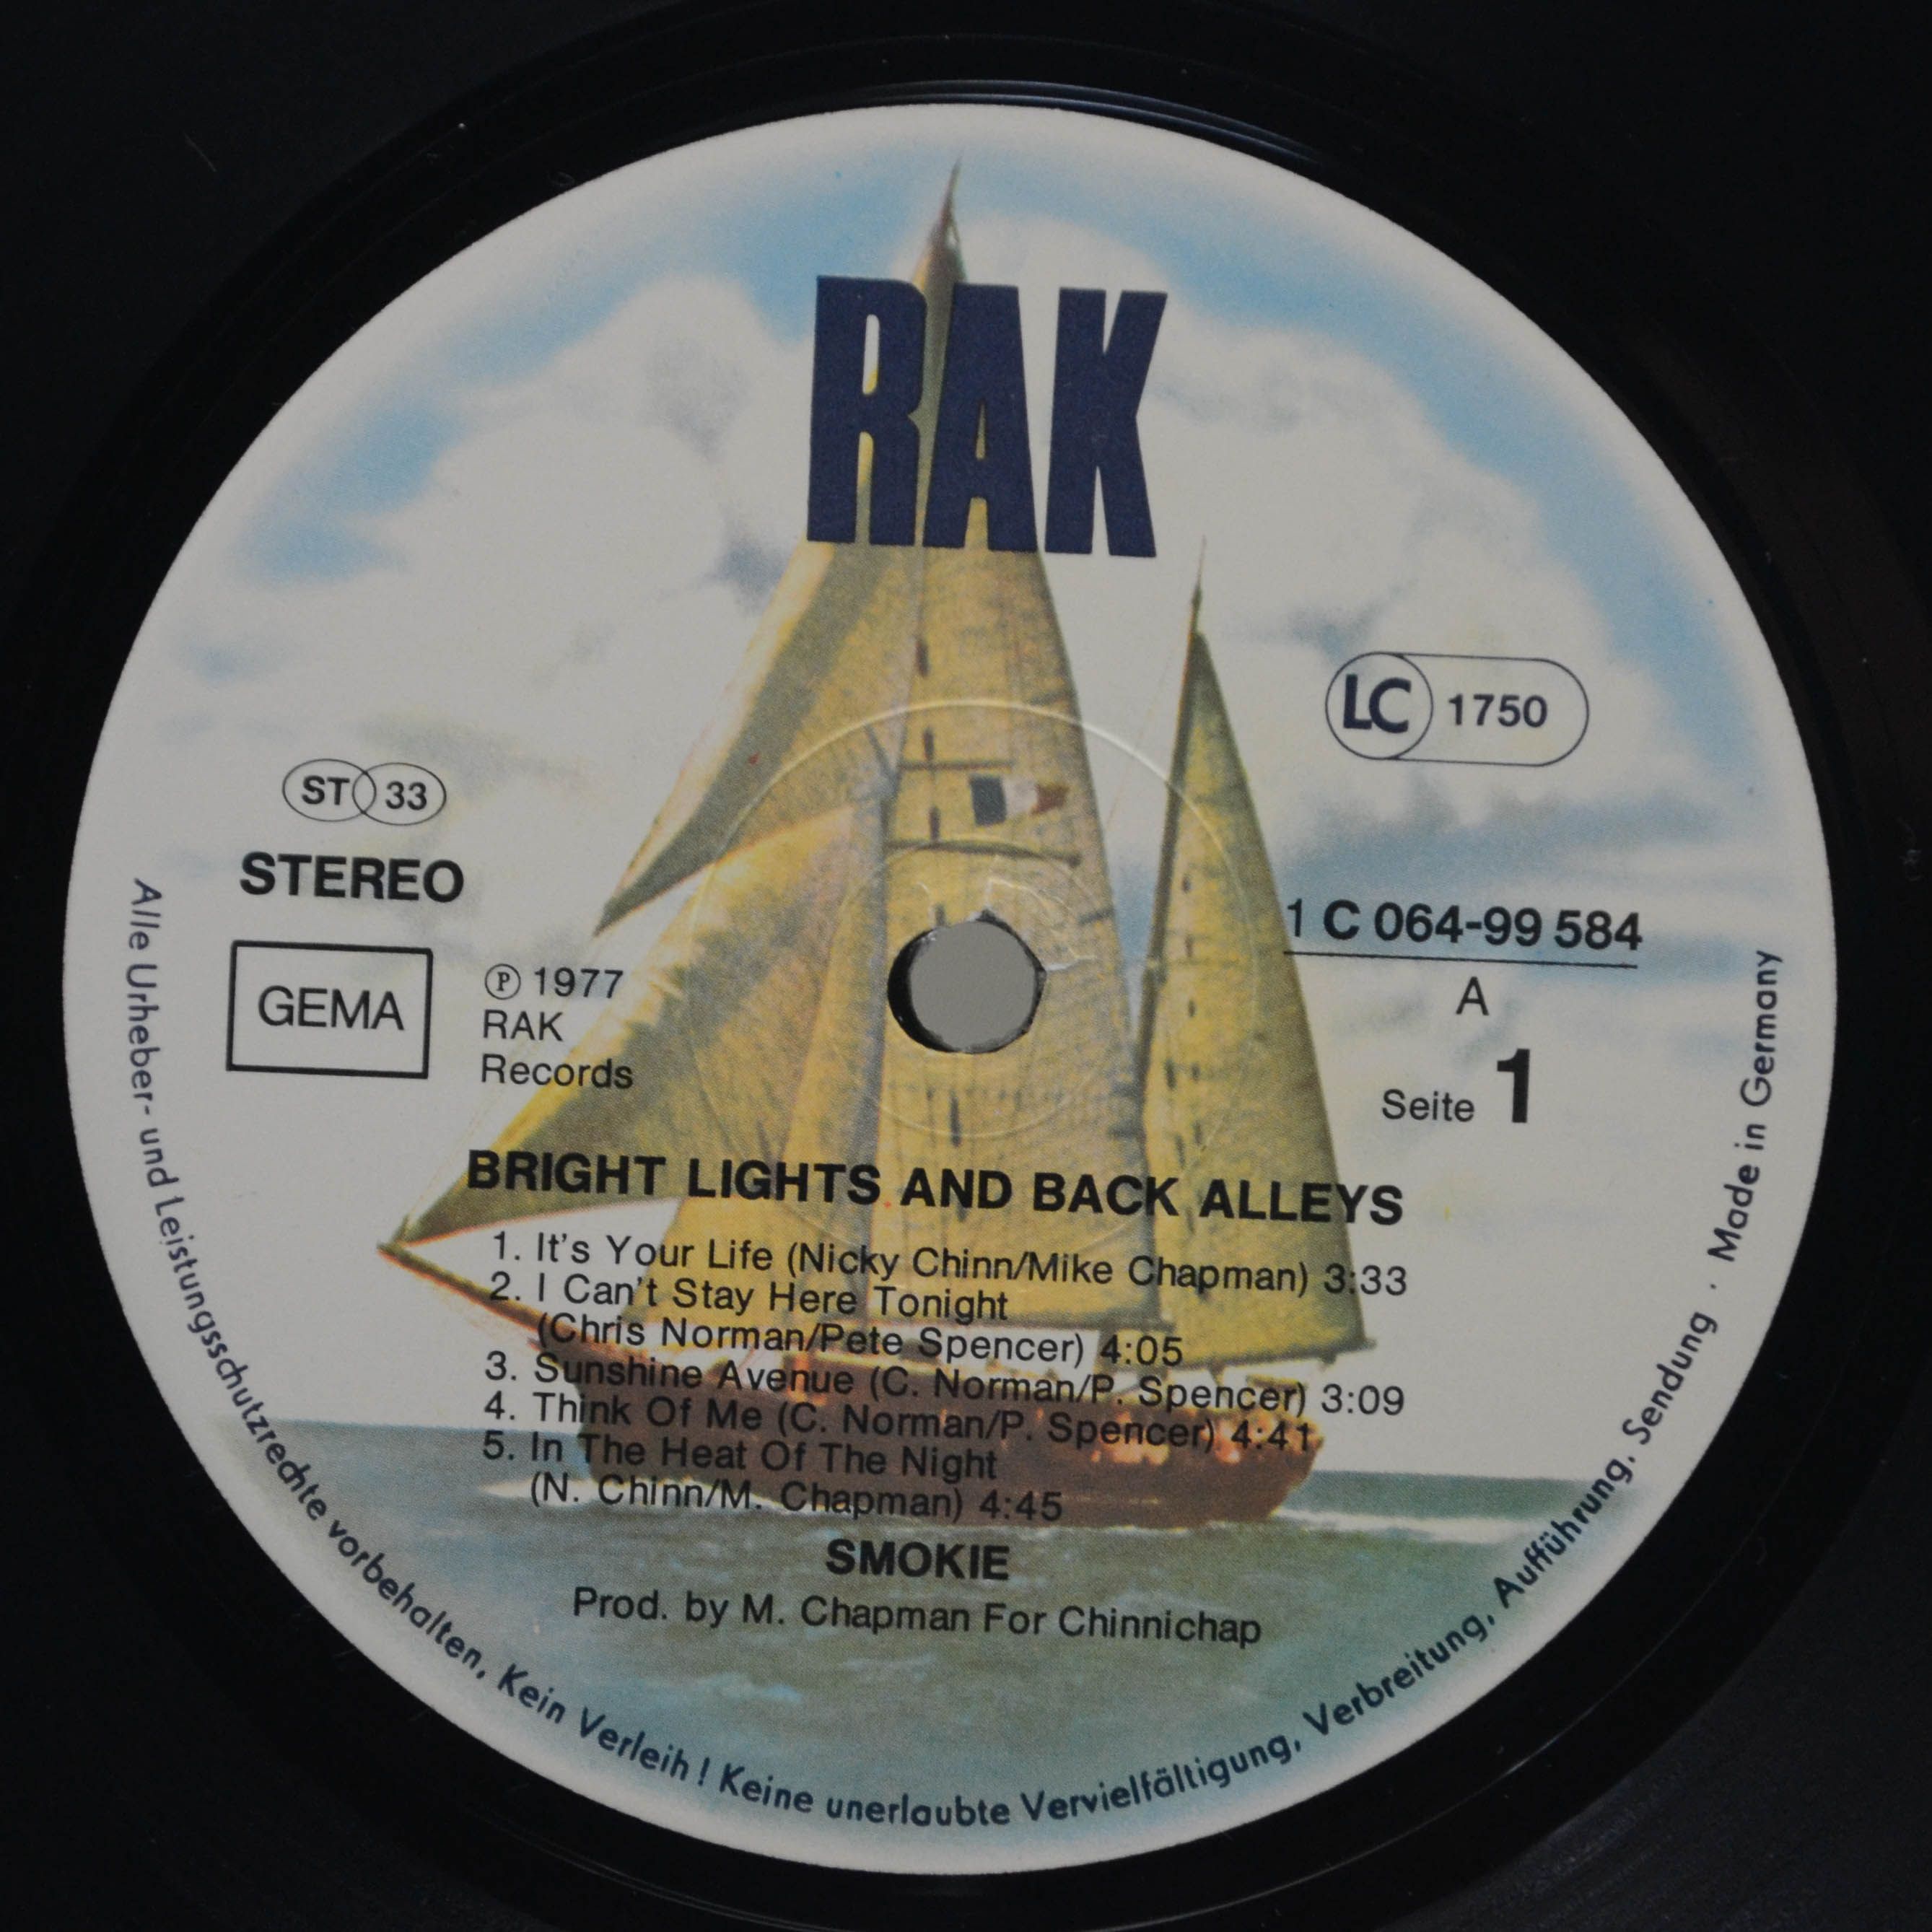 RAK
LC 1750
ST 33
STEREO
1 C 064-99 584
GEMA
℗ 1977
RAK
Records
A
Seite 1
BRIGHT LIGHTS AND BACK ALLEYS
1. It's Your Life (Nicky Chinn/Mike Chapman) 3:33
2. I Can't Stay Here Tonight
(Chris Norman/Pete Spencer) 4:05
3. Sunshine Avenue (C. Norman/P. Spencer) 3:09
4. Think Of Me (C. Norman/P. Spencer) 4:41
5. In The Heat Of The Night
(N. Chinn/M. Chapman) 4:45
SMOKIE
Prod. by M. Chapman For Chinnichap
Alle Urheber- und Leistungsschutzrechte vorbehalten. Kein Verleih! Keine unerlaubte Vervielfältigung, Verbreitung, Aufführung, Sendung · Made in Germany